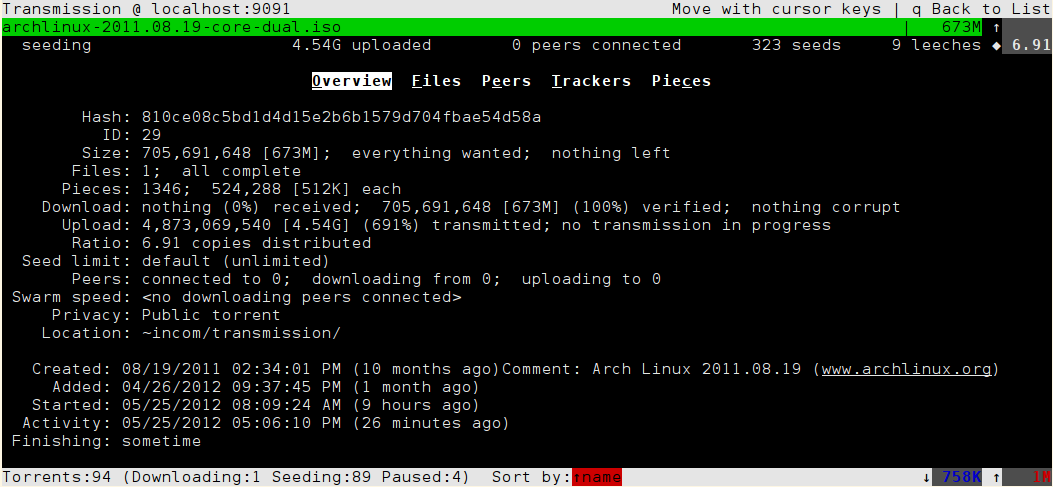 Transmission @ localhost:9091 Move with cursor keys | q Back to List
archlinux-2011.08.19-core-dual.iso | 673M ↑
seeding 4.54G uploaded 0 peers connected 323 seeds 9 leeches ◆ 6.91
Overview Files Peers Trackers Pieces
Hash: 810ce08c5bd1d4d15e2b6b1579d704fbae54d58a
ID: 29
Size: 705,691,648 [673M]; everything wanted; nothing left
Files: 1; all complete
Pieces: 1346; 524,288 [512K] each
Download: nothing (0%) received; 705,691,648 [673M] (100%) verified; nothing corrupt
Upload: 4,873,069,540 [4.54G] (691%) transmitted; no transmission in progress
Ratio: 6.91 copies distributed
Seed limit: default (unlimited)
Peers: connected to 0; downloading from 0; uploading to 0
Swarm speed: <no downloading peers connected>
Privacy: Public torrent
Location: ~incom/transmission/
Created: 08/19/2011 02:34:01 PM (10 months ago)Comment: Arch Linux 2011.08.19 (www.archlinux.org)
Added: 04/26/2012 09:37:45 PM (1 month ago)
Started: 05/25/2012 08:09:24 AM (9 hours ago)
Activity: 05/25/2012 05:06:10 PM (26 minutes ago)
Finishing: sometime
Torrents:94 (Downloading:1 Seeding:89 Paused:4) Sort by:↑name ↓ 758K ↑ 1M